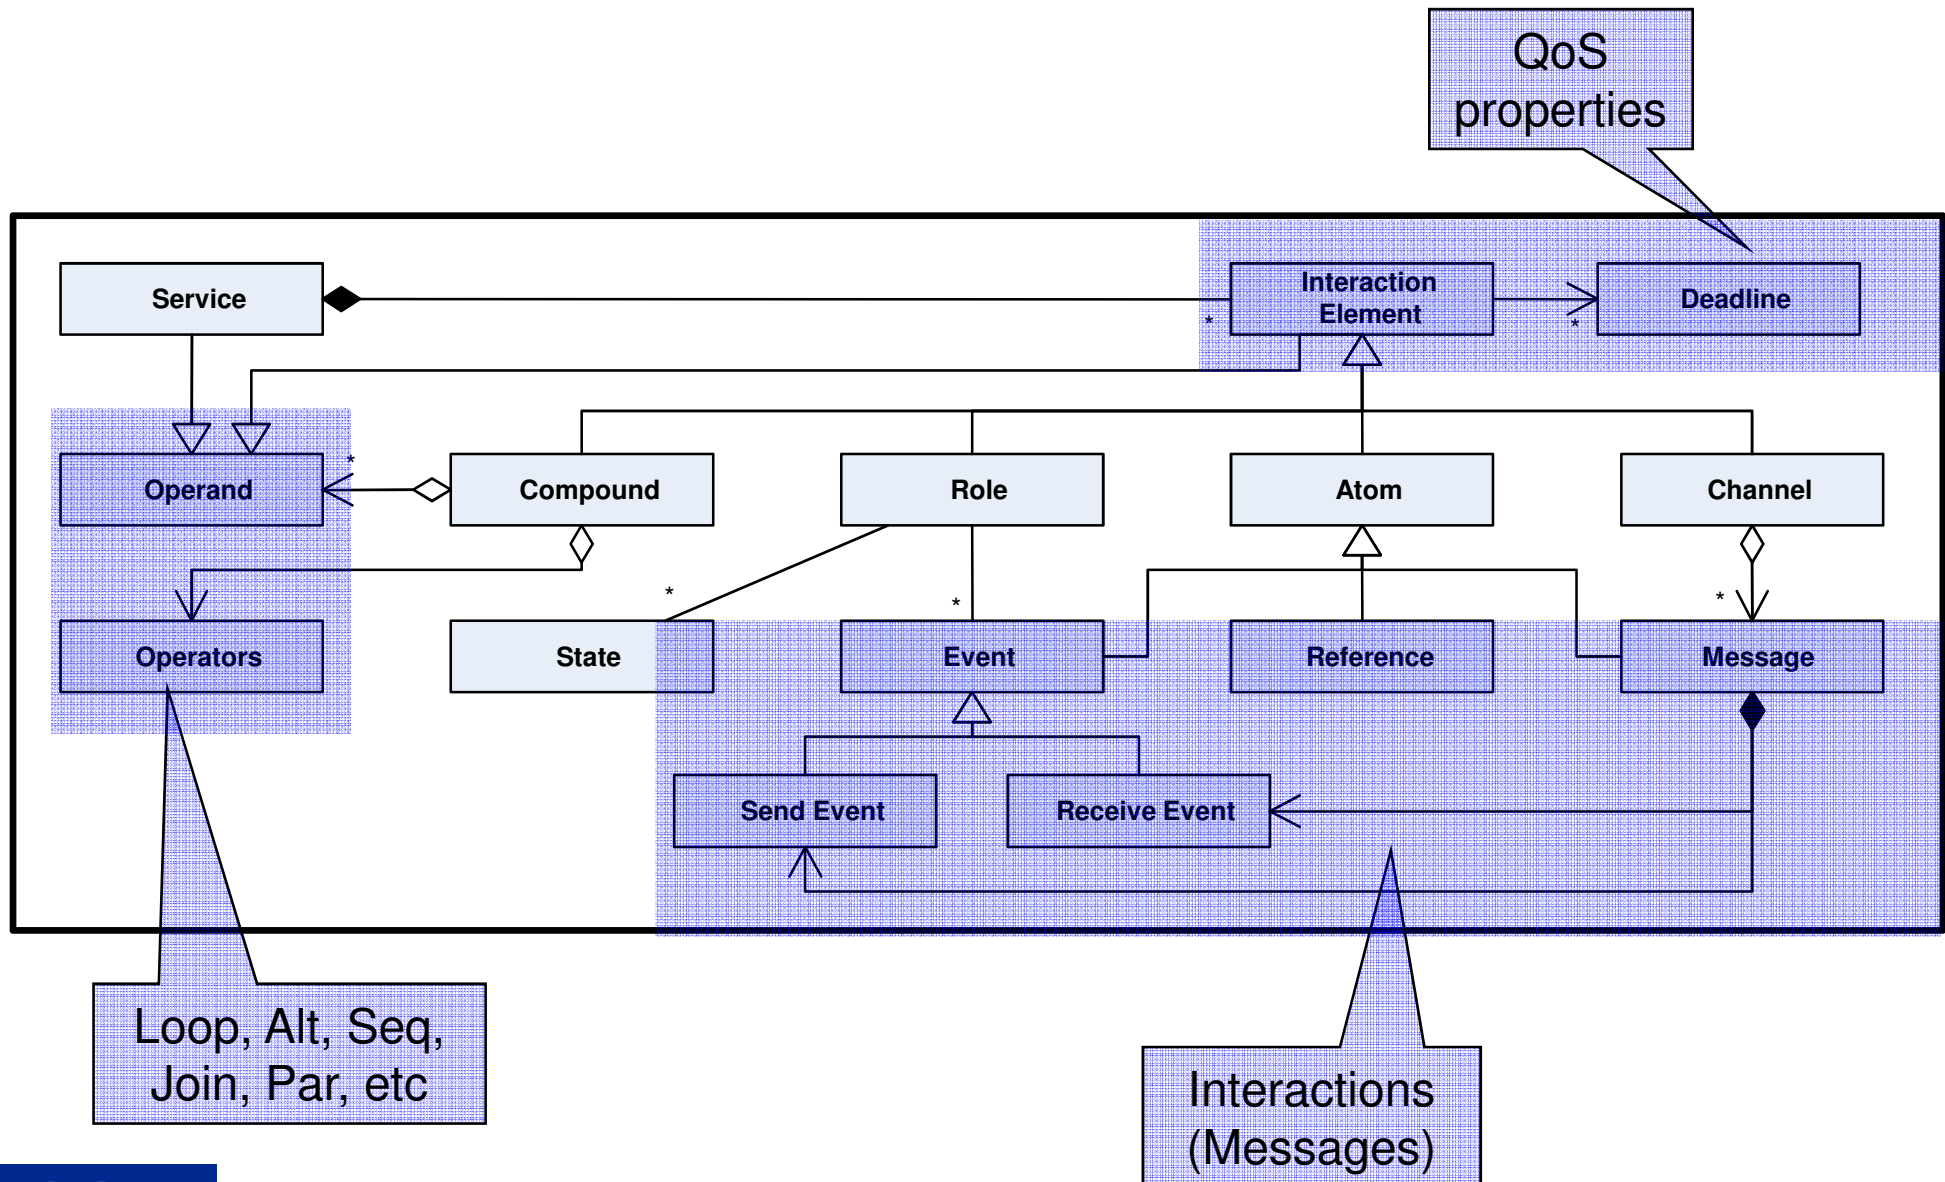 QoS
properties
Service
Interaction
Element
Deadline
*
*
*
Operand
Compound
Role
Atom
Channel
*
*
*
Operators
State
Event
Reference
Message
Send Event
Receive Event
Loop, Alt, Seq,
Join, Par, etc
Interactions
(Messages)